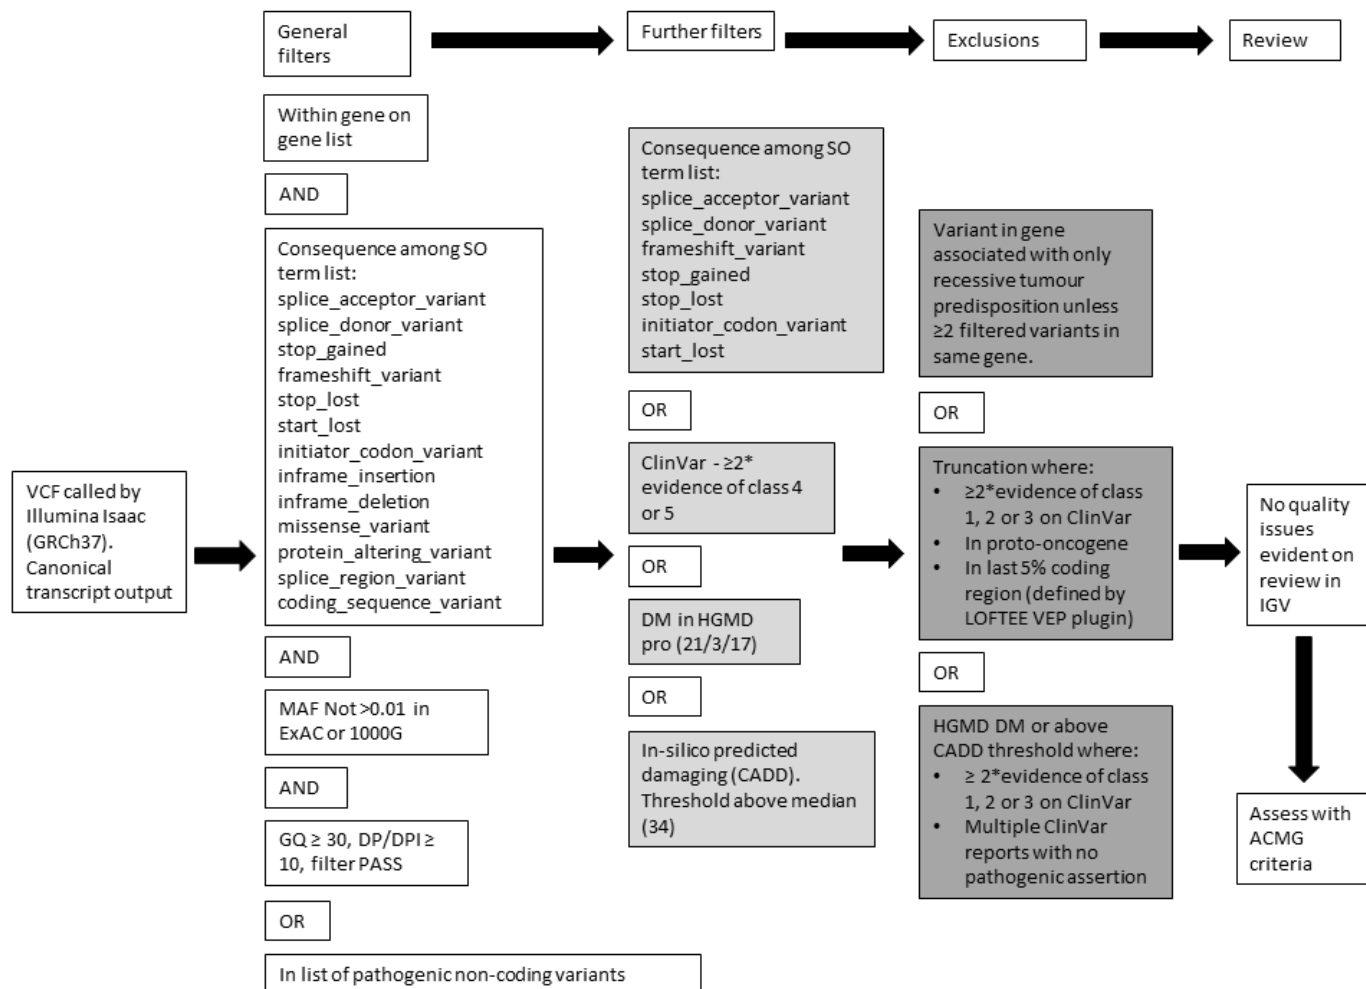 General
filters
Further filters
Exclusions
Review
VCF called by
Illumina Isaac
(GRCh37).
Canonical
transcript output
Within gene on
gene list
AND
Consequence among SO
term list:
splice_acceptor_variant
splice_donor_variant
stop_gained
frameshift_variant
stop_lost
start_lost
initiator_codon_variant
inframe_insertion
inframe_deletion
missense_variant
protein_altering_variant
splice_region_variant
coding_sequence_variant
AND
MAF Not >0.01 in
ExAC or 1000G
AND
GQ ≥ 30, DP/DPI ≥
10, filter PASS
OR
In list of pathogenic non-coding variants
Consequence among SO
term list:
splice_acceptor_variant
splice_donor_variant
frameshift_variant
stop_gained
stop_lost
initiator_codon_variant
start_lost
OR
ClinVar - ≥2*
evidence of class 4
or 5
OR
DM in HGMD
pro (21/3/17)
OR
In-silico predicted
damaging (CADD).
Threshold above median
(34)
Variant in gene
associated with only
recessive tumour
predisposition unless
≥2 filtered variants in
same gene.
OR
Truncation where:
• ≥2*evidence of class
1, 2 or 3 on ClinVar
• In proto-oncogene
• In last 5% coding
region (defined by
LOFTEE VEP plugin)
OR
HGMD DM or above
CADD threshold where:
• ≥ 2*evidence of class
1, 2 or 3 on ClinVar
• Multiple ClinVar
reports with no
pathogenic assertion
No quality
issues
evident on
review in
IGV
Assess with
ACMG
criteria